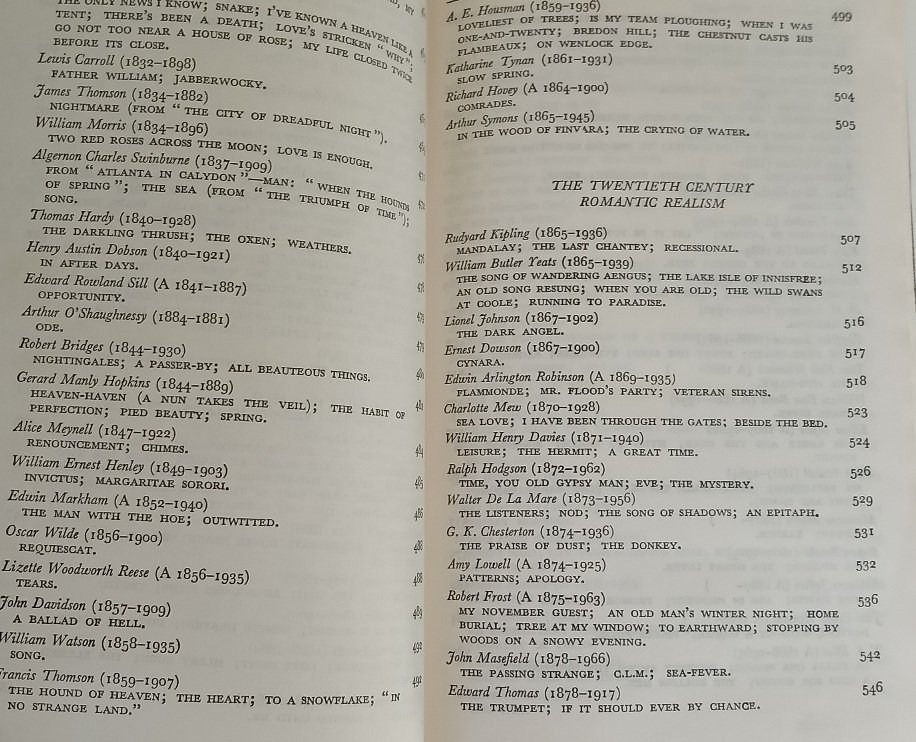 THE ONLY NEWS I KNOW; SNAKE; I'VE KNOWN A HEAVEN LIKE A
TENT; THERE'S BEEN A DEATH; LOVE'S STRICKEN "WHY";
GO NOT TOO NEAR A HOUSE OF ROSE; MY LIFE CLOSED TWICE
BEFORE ITS CLOSE.
Lewis Carroll (1832–1898)
FATHER WILLIAM; JABBERWOCKY.
James Thomson (1834–1882)
NIGHTMARE (FROM "THE CITY OF DREADFUL NIGHT").
William Morris (1834–1896)
TWO RED ROSES ACROSS THE MOON; LOVE IS ENOUGH.
Algernon Charles Swinburne (1837–1909)
FROM "ATLANTA IN CALYDON"—MAN: "WHEN THE HOUNDS
OF SPRING"; THE SEA (FROM "THE TRIUMPH OF TIME");
SONG.
Thomas Hardy (1840–1928)
THE DARKLING THRUSH; THE OXEN; WEATHERS.
Henry Austin Dobson (1840–1921)
IN AFTER DAYS.
Edward Rowland Sill (A 1841–1887)
OPPORTUNITY.
Arthur O'Shaughnessy (1884–1881)
ODE.
Robert Bridges (1844–1930)
NIGHTINGALES; A PASSER-BY; ALL BEAUTEOUS THINGS.
Gerard Manly Hopkins (1844–1889)
HEAVEN-HAVEN (A NUN TAKES THE VEIL); THE HABIT OF
PERFECTION; PIED BEAUTY; SPRING.
Alice Meynell (1847–1922)
RENOUNCEMENT; CHIMES.
William Ernest Henley (1849–1903)
INVICTUS; MARGARITAE SORORI.
Edwin Markham (A 1852–1940)
THE MAN WITH THE HOE; OUTWITTED.
Oscar Wilde (1856–1900)
REQUIESCAT.
Lizette Woodworth Reese (A 1856–1935)
TEARS.
John Davidson (1857–1909)
A BALLAD OF HELL.
William Watson (1858–1935)
SONG.
Francis Thomson (1859–1907)
THE HOUND OF HEAVEN; THE HEART; TO A SNOWFLAKE; "IN
NO STRANGE LAND."
A. E. Housman (1859–1936) 499
LOVELIEST OF TREES; IS MY TEAM PLOUGHING; WHEN I WAS
ONE-AND-TWENTY; BREDON HILL; THE CHESTNUT CASTS HIS
FLAMBEAUX; ON WENLOCK EDGE.
Katharine Tynan (1861–1931) 503
SLOW SPRING.
Richard Hovey (A 1864–1900) 504
COMRADES.
Arthur Symons (1865–1945) 505
IN THE WOOD OF FINVARA; THE CRYING OF WATER.
THE TWENTIETH CENTURY
ROMANTIC REALISM
Rudyard Kipling (1865–1936) 507
MANDALAY; THE LAST CHANTEY; RECESSIONAL.
William Butler Yeats (1865–1939) 512
THE SONG OF WANDERING AENGUS; THE LAKE ISLE OF INNISFREE;
AN OLD SONG RESUNG; WHEN YOU ARE OLD; THE WILD SWANS
AT COOLE; RUNNING TO PARADISE.
Lionel Johnson (1867–1902) 516
THE DARK ANGEL.
Ernest Dowson (1867–1900) 517
CYNARA.
Edwin Arlington Robinson (A 1869–1935) 518
FLAMMONDE; MR. FLOOD'S PARTY; VETERAN SIRENS.
Charlotte Mew (1870–1928) 523
SEA LOVE; I HAVE BEEN THROUGH THE GATES; BESIDE THE BED.
William Henry Davies (1871–1940) 524
LEISURE; THE HERMIT; A GREAT TIME.
Ralph Hodgson (1872–1962) 526
TIME, YOU OLD GYPSY MAN; EVE; THE MYSTERY.
Walter De La Mare (1873–1956) 529
THE LISTENERS; NOD; THE SONG OF SHADOWS; AN EPITAPH.
G. K. Chesterton (1874–1936) 531
THE PRAISE OF DUST; THE DONKEY.
Amy Lowell (A 1874–1925) 532
PATTERNS; APOLOGY.
Robert Frost (A 1875–1963) 536
MY NOVEMBER GUEST; AN OLD MAN'S WINTER NIGHT; HOME
BURIAL; TREE AT MY WINDOW; TO EARTHWARD; STOPPING BY
WOODS ON A SNOWY EVENING.
John Masefield (1878–1966) 542
THE PASSING STRANGE; C.L.M.; SEA-FEVER.
Edward Thomas (1878–1917) 546
THE TRUMPET; IF IT SHOULD EVER BY CHANCE.